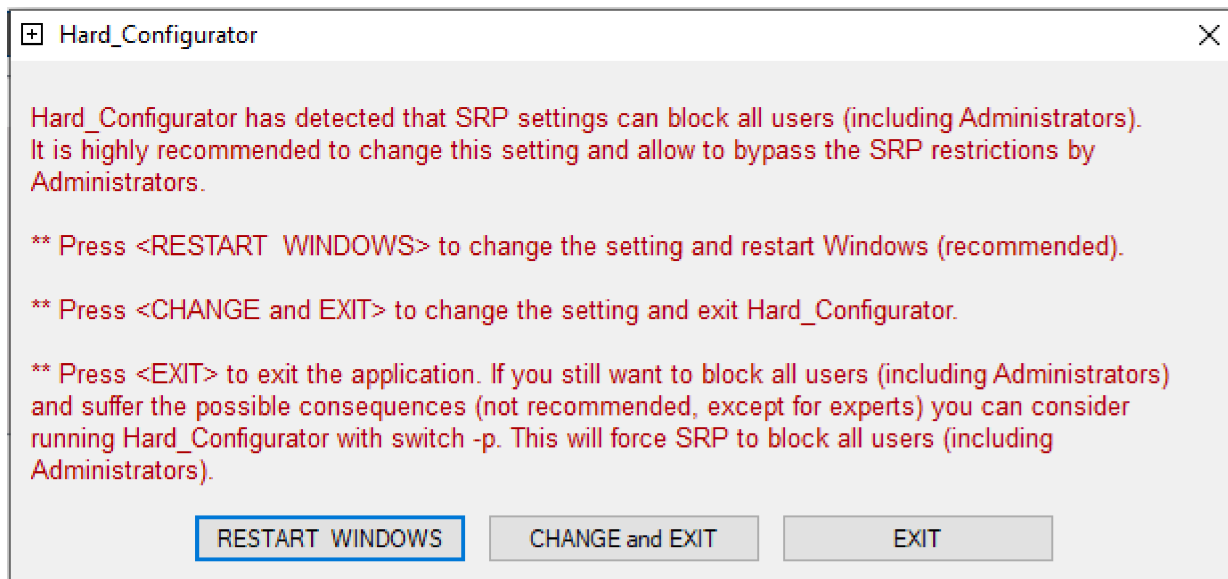 Hard_Configurator
Hard_Configurator has detected that SRP settings can block all users (including Administrators).
It is highly recommended to change this setting and allow to bypass the SRP restrictions by
Administrators.
** Press <RESTART  WINDOWS> to change the setting and restart Windows (recommended).
** Press <CHANGE and EXIT> to change the setting and exit Hard_Configurator.
** Press <EXIT> to exit the application. If you still want to block all users (including Administrators)
and suffer the possible consequences (not recommended, except for experts) you can consider
running Hard_Configurator with switch -p. This will force SRP to block all users (including
Administrators).
RESTART  WINDOWS
CHANGE and EXIT
EXIT